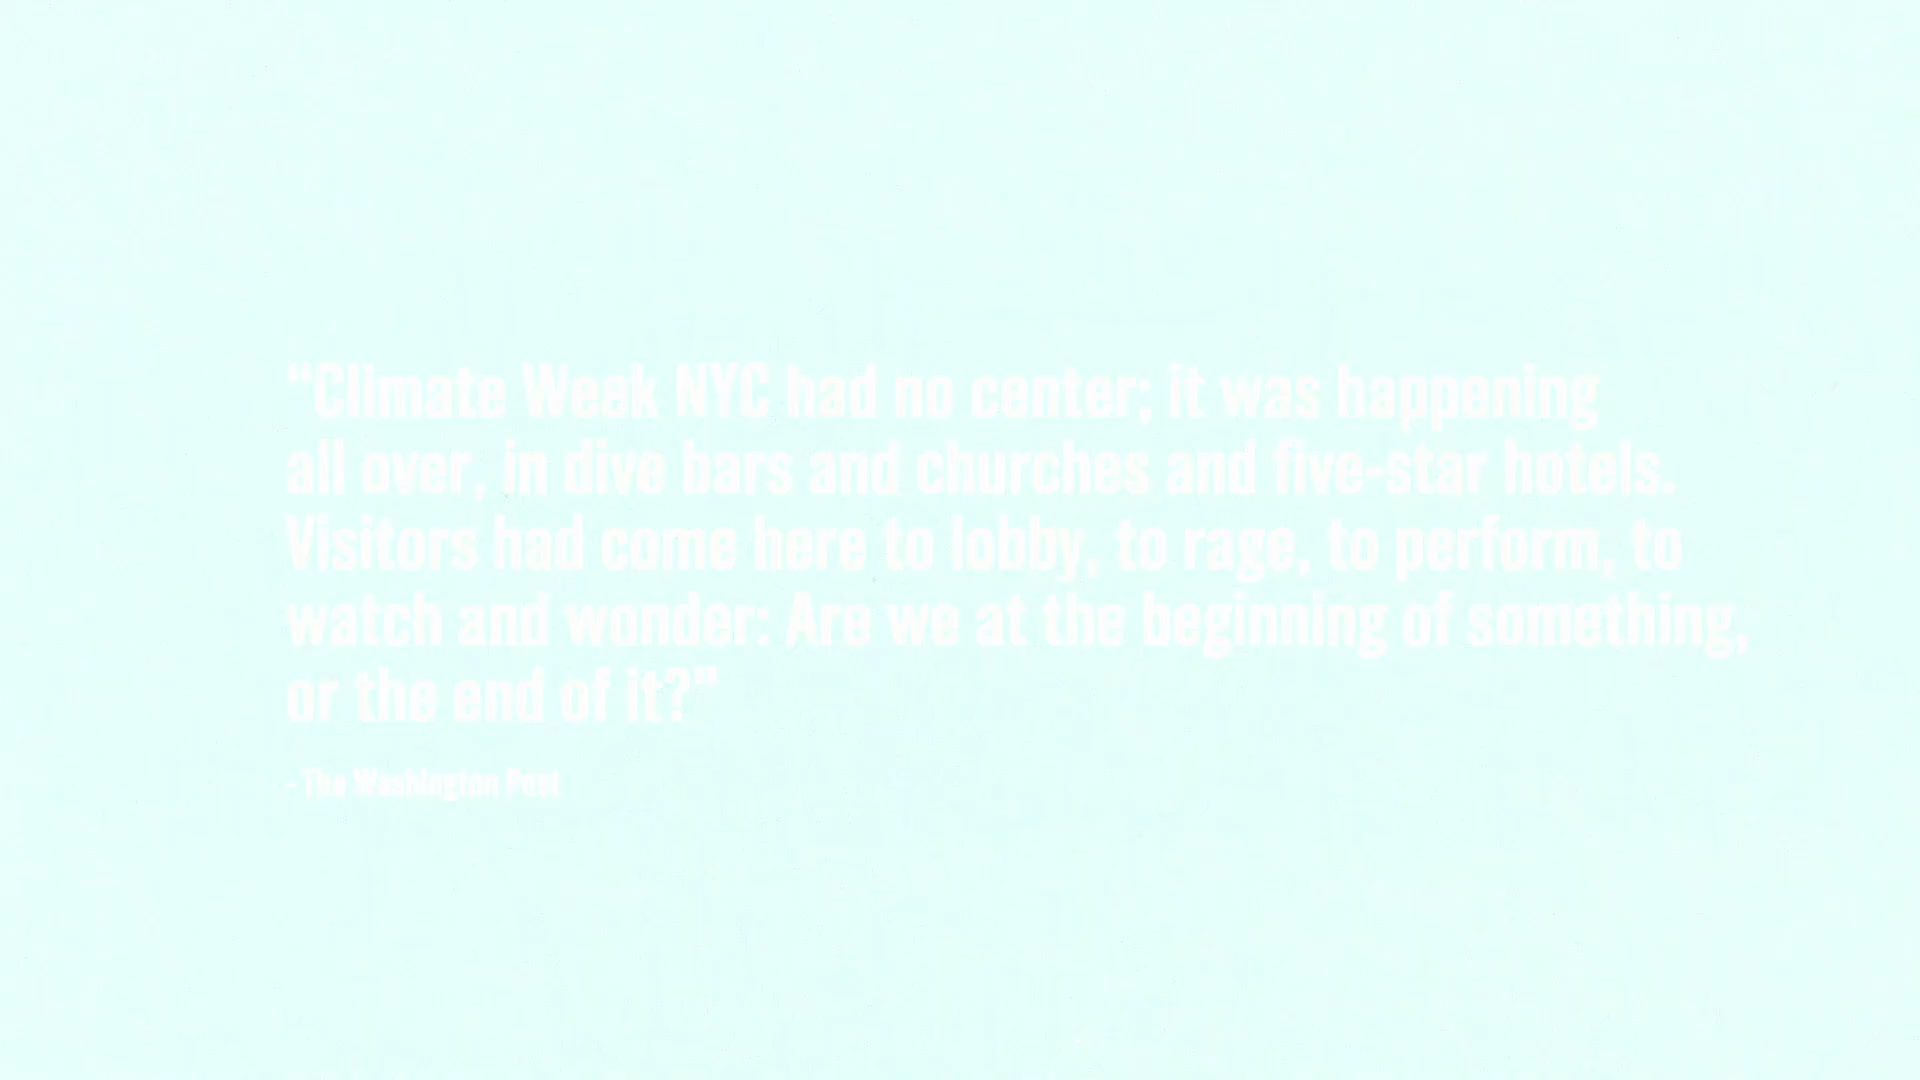 “Climate Week NYC had no center; it was happening
all over, in dive bars and churches and five-star hotels.
Visitors had come here to lobby, to rage, to perform, to
watch and wonder: Are we at the beginning of something,
or the end of it?”
- The Washington Post